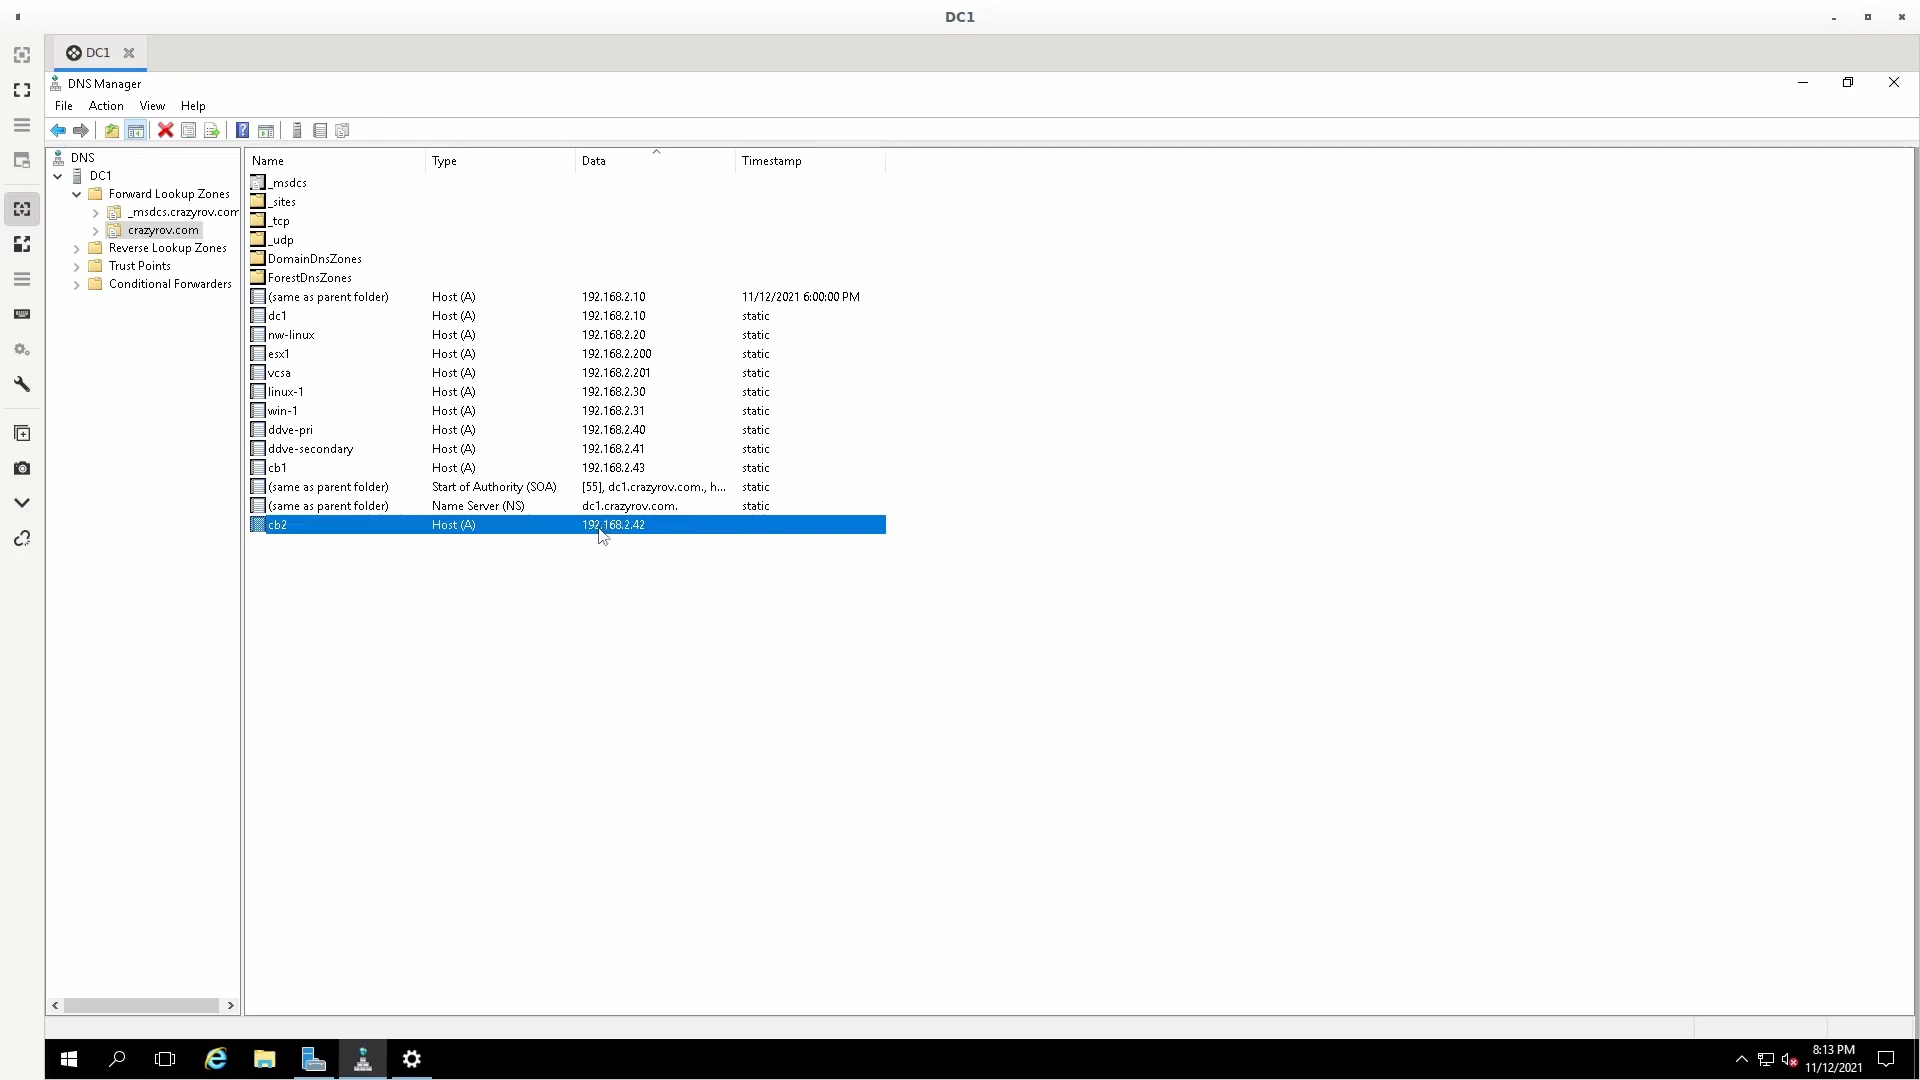 DC1
DC1
DNS Manager
File Action View Help
DNS
DC1
Forward Lookup Zones
_msdcs.crazyrov.com
crazyrov.com
Reverse Lookup Zones
Trust Points
Conditional Forwarders
Name Type Data Timestamp
_msdcs
_sites
_tcp
_udp
DomainDnsZones
ForestDnsZones
(same as parent folder) Host (A) 192.168.2.10 11/12/2021 6:00:00 PM
dc1 Host (A) 192.168.2.10 static
nw-linux Host (A) 192.168.2.20 static
esx1 Host (A) 192.168.2.200 static
vcsa Host (A) 192.168.2.201 static
linux-1 Host (A) 192.168.2.30 static
win-1 Host (A) 192.168.2.31 static
ddve-pri Host (A) 192.168.2.40 static
ddve-secondary Host (A) 192.168.2.41 static
cb1 Host (A) 192.168.2.43 static
(same as parent folder) Start of Authority (SOA) [55], dc1.crazyrov.com., h... static
(same as parent folder) Name Server (NS) dc1.crazyrov.com. static
cb2 Host (A) 192.168.2.42
8:13 PM
11/12/2021